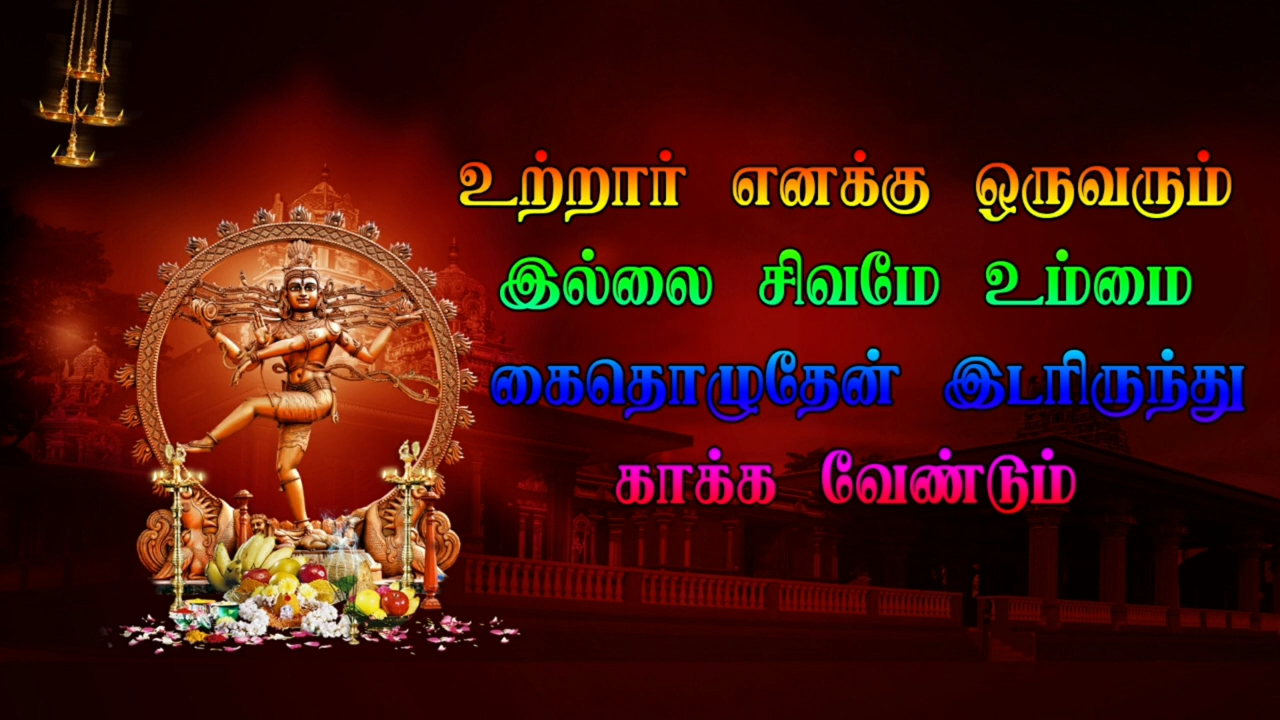 உற்றார் எனக்கு ஒருவரும்
இல்லை சிவமே உம்மை
கைதொழுதேன் இடரிருந்து
காக்க வேண்டும்